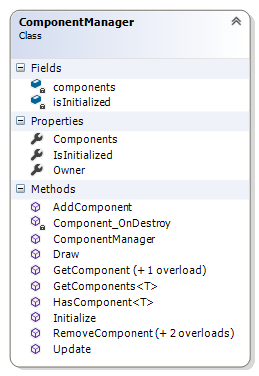 ComponentManager
Class
Fields
components
isInitialized
Properties
Components
IsInitialized
Owner
Methods
AddComponent
Component_OnDestroy
ComponentManager
Draw
GetComponent (+ 1 overload)
GetComponents<T>
HasComponent<T>
Initialize
RemoveComponent (+ 2 overloads)
Update